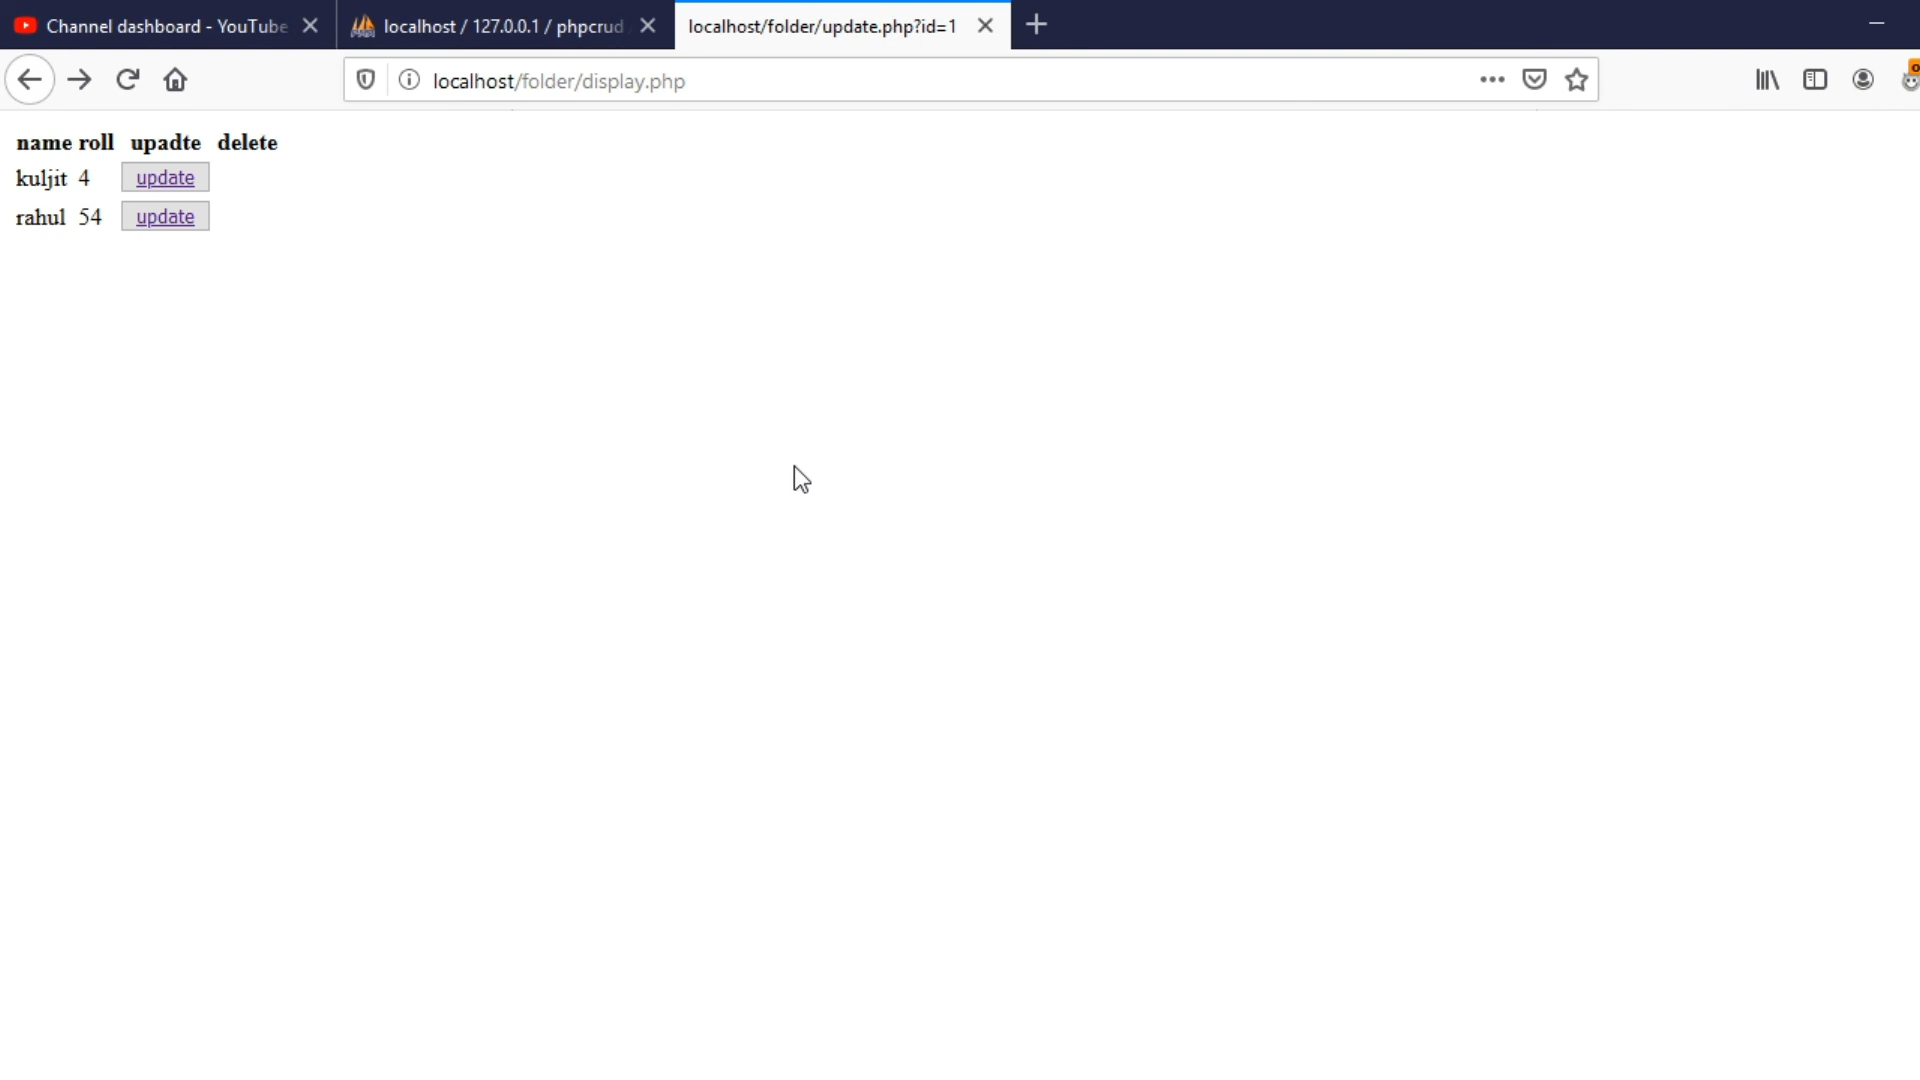 Channel dashboard - YouTube
localhost / 127.0.0.1 / phpcrud
localhost/folder/update.php?id=1
localhost/folder/display.php
name roll upadte delete
kuljit 4 update
rahul 54 update